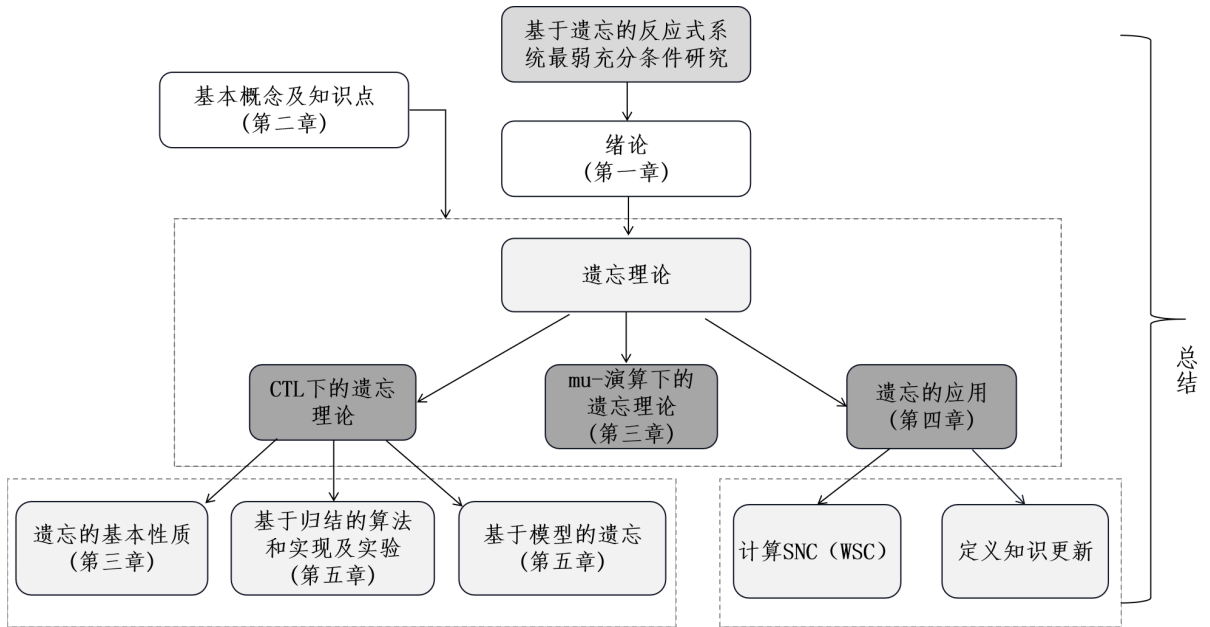 基于遗忘的反应式系
统最弱充分条件研究
基本概念及知识点
(第二章)
绪论
(第一章)
遗忘理论
CTL下的遗忘
理论
mu-演算下的
遗忘理论
(第三章)
遗忘的应用
(第四章)
遗忘的基本性质
(第三章)
基于归结的算法
和实现及实验
(第五章)
基于模型的遗忘
(第五章)
计算SNC（WSC）
定义知识更新
总结